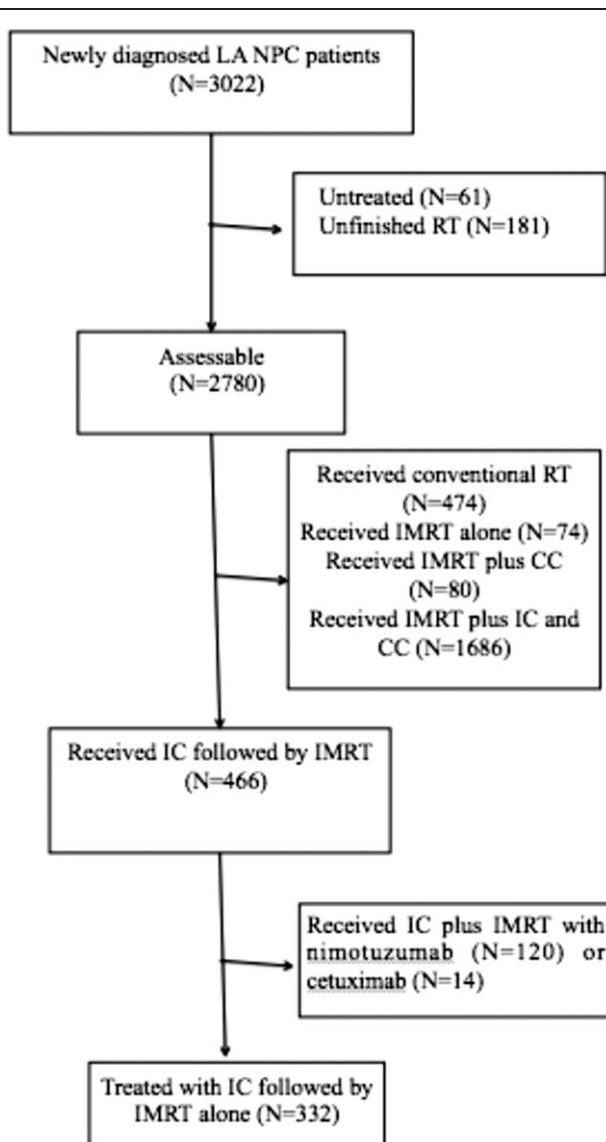 Newly diagnosed LA NPC patients
(N=3022)
Untreated (N=61)
Unfinished RT (N=181)
Assessable
(N=2780)
Received conventional RT
(N=474)
Received IMRT alone (N=74)
Received IMRT plus CC
(N=80)
Received IMRT plus IC and
CC (N=1686)
Received IC followed by IMRT
(N=466)
Received IC plus IMRT with
nimotuzumab (N=120) or
cetuximab (N=14)
Treated with IC followed by
IMRT alone (N=332)